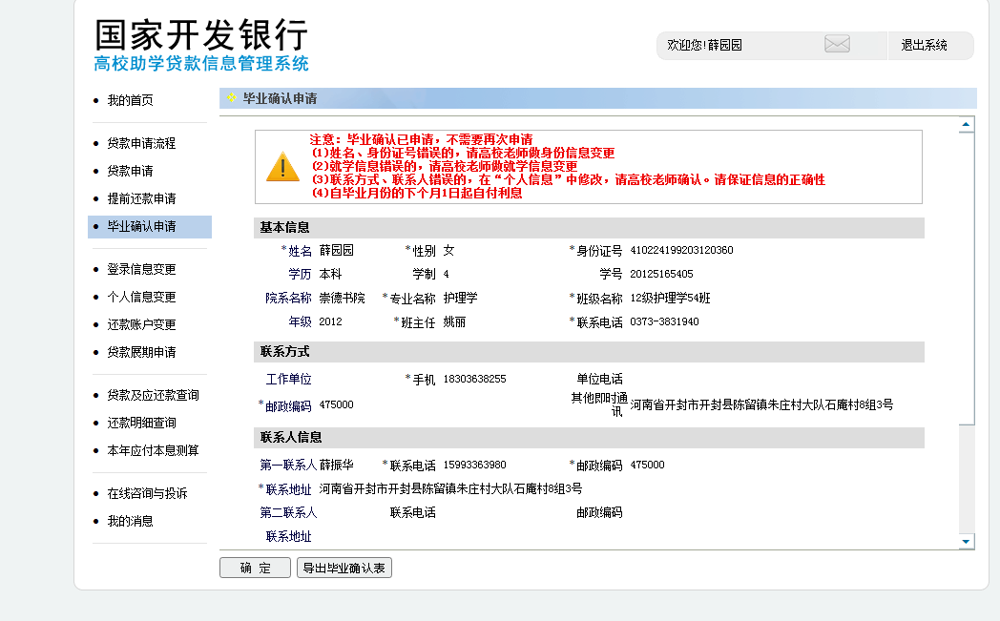 国家开发银行
高校助学贷款信息管理系统
欢迎您!薛园园
退出系统
我的首页
贷款申请流程
贷款申请
提前还款申请
毕业确认申请
登录信息变更
个人信息变更
还款账户变更
贷款展期申请
贷款及应还款查询
还款明细查询
本年应付本息测算
在线咨询与投诉
我的消息
毕业确认申请
注意：毕业确认已申请，不需要再次申请
(1)姓名、身份证号错误的，请高校老师做身份信息变更
(2)就学信息错误的，请高校老师做就学信息变更
(3)联系方式、联系人错误的，在“个人信息”中修改，请高校老师确认。请保证信息的正确性
(4)自毕业月份的下个月1日起自付利息
基本信息
*姓名 薛园园 *性别 女 *身份证号 410224199203120360
学历 本科 学制 4 学号 20125165405
院系名称 崇德书院 *专业名称 护理学 *班级名称 12级护理学54班
年级 2012 *班主任 姚丽 *联系电话 0373-3831940
联系方式
工作单位 *手机 18303638255 单位电话
*邮政编码 475000 其他即时通讯 河南省开封市开封县陈留镇朱庄村大队石庵村8组3号
联系人信息
第一联系人 薛振华 *联系电话 15993363980 *邮政编码 475000
*联系地址 河南省开封市开封县陈留镇朱庄村大队石庵村8组3号
第二联系人 联系电话 邮政编码
联系地址
确 定 导出毕业确认表